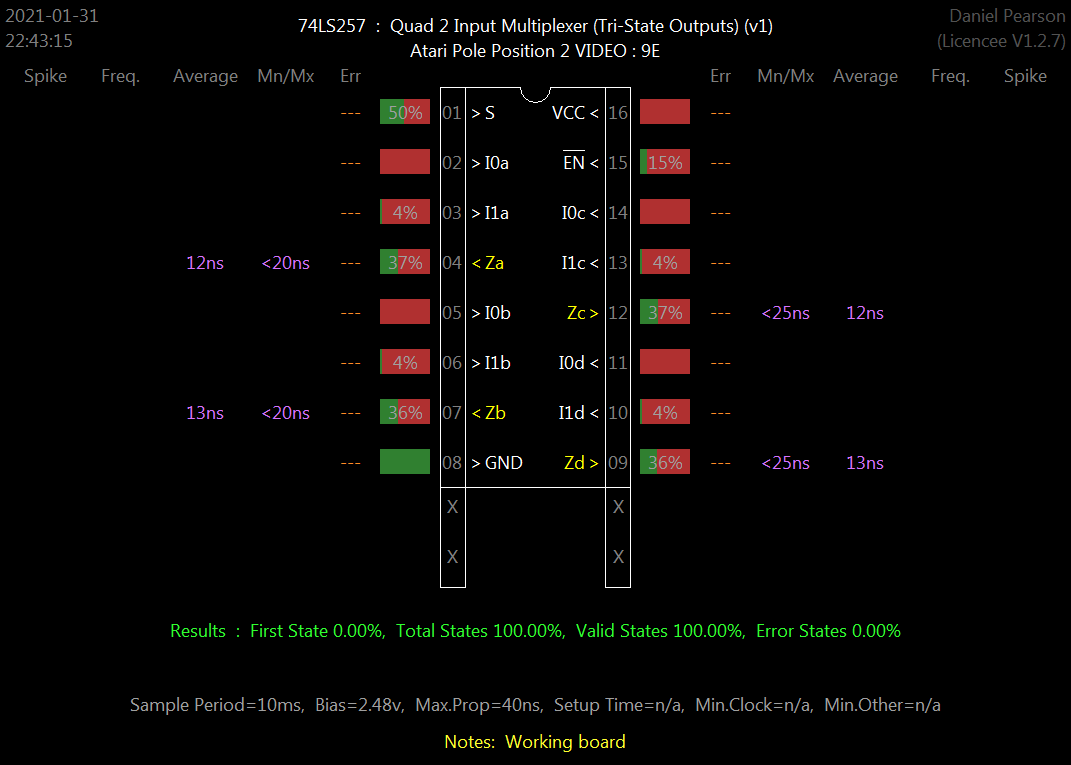 2021-01-31 74LS257 : Quad 2 Input Multiplexer (Tri-State Outputs) (v1) Daniel Pearson
22:43:15 Atari Pole Position 2 VIDEO : 9E (Licencee V1.2.7)
Spike Freq. Average Mn/Mx Err Err Mn/Mx Average Freq. Spike
--- 50% 01 > S VCC < 16 ---
--- 02 > I0a EN < 15 15% ---
--- 4% 03 > I1a I0c < 14 ---
12ns <20ns --- 37% 04 < Za I1c < 13 4% ---
--- 05 > I0b Zc > 12 37% --- <25ns 12ns
--- 4% 06 > I1b I0d < 11 ---
13ns <20ns --- 36% 07 < Zb I1d < 10 4% ---
--- 08 > GND Zd > 09 36% --- <25ns 13ns
X X
X X
Results : First State 0.00%, Total States 100.00%, Valid States 100.00%, Error States 0.00%
Sample Period=10ms, Bias=2.48v, Max.Prop=40ns, Setup Time=n/a, Min.Clock=n/a, Min.Other=n/a
Notes: Working board